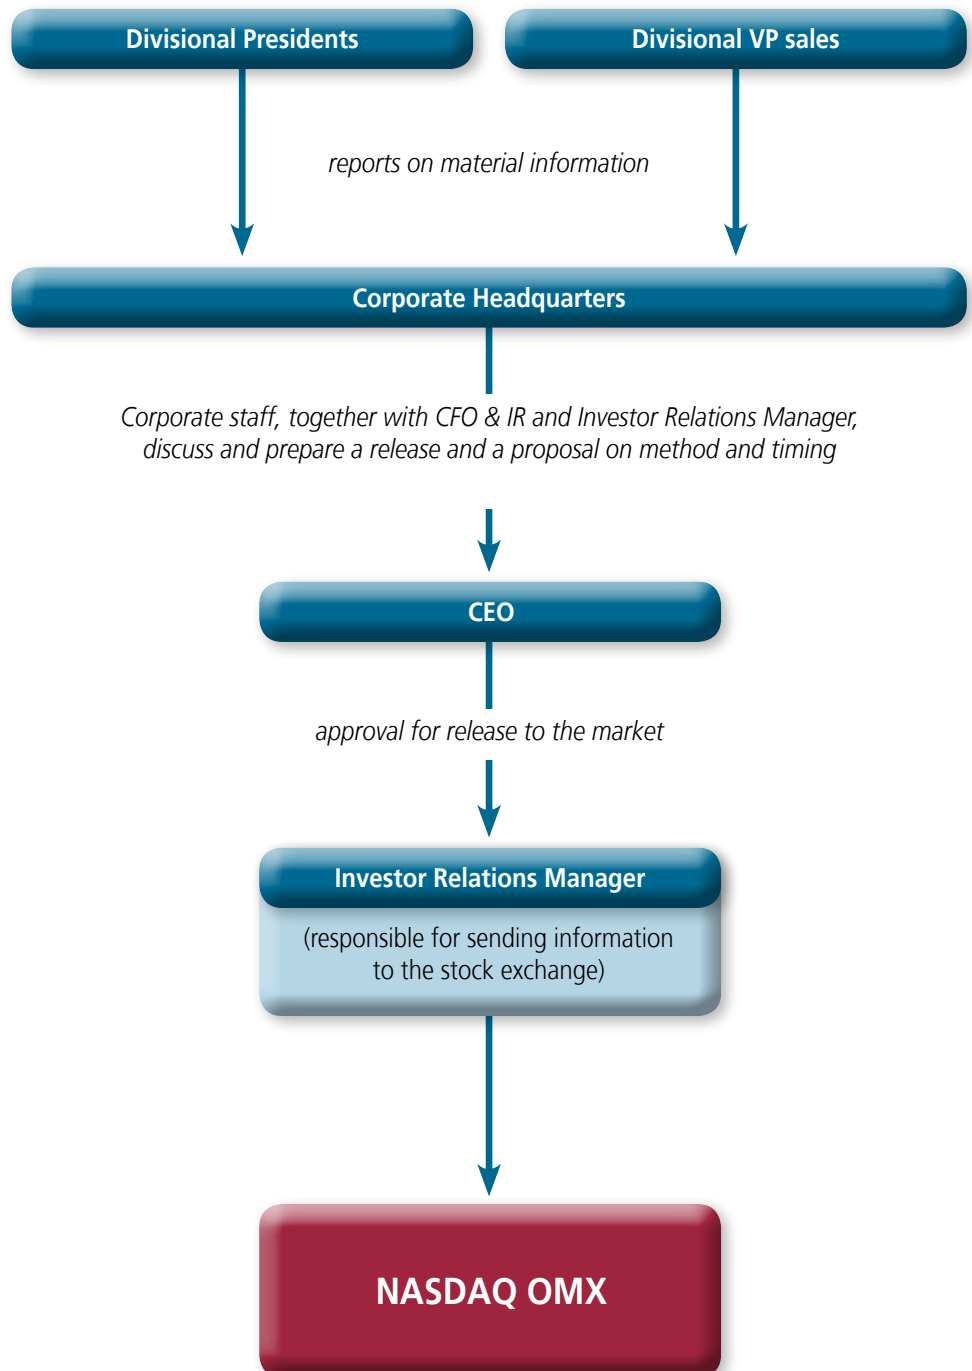 Divisional Presidents
Divisional VP sales
reports on material information
Corporate Headquarters
Corporate staff, together with CFO & IR and Investor Relations Manager,
discuss and prepare a release and a proposal on method and timing
CEO
approval for release to the market
Investor Relations Manager
(responsible for sending information
to the stock exchange)
NASDAQ OMX